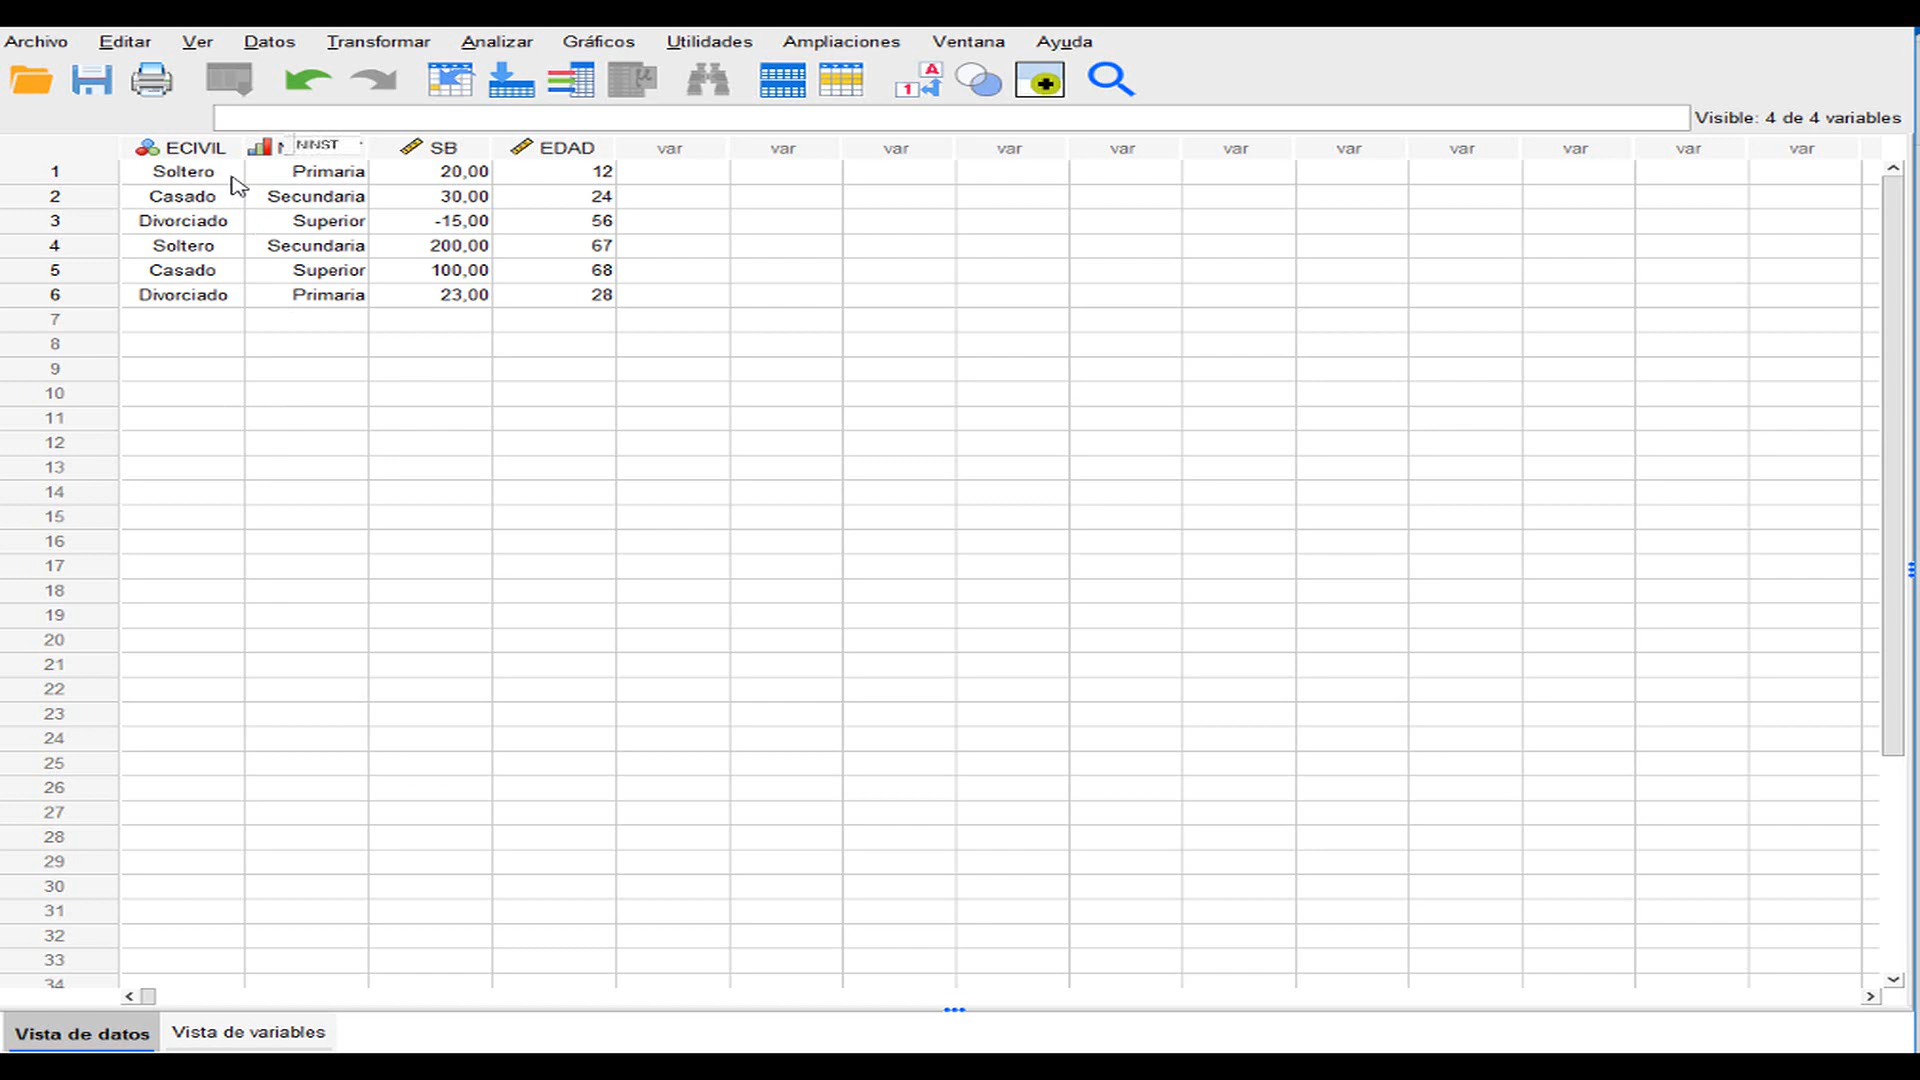 Archivo Editar Ver Datos Transformar Analizar Gráficos Utilidades Ampliaciones Ventana Ayuda
Visible: 4 de 4 variables
ECIVIL NINST SB EDAD var var var var var var var var var var var
1 Soltero Primaria 20,00 12
2 Casado Secundaria 30,00 24
3 Divorciado Superior -15,00 56
4 Soltero Secundaria 200,00 67
5 Casado Superior 100,00 68
6 Divorciado Primaria 23,00 28
7
8
9
10
11
12
13
14
15
16
17
18
19
20
21
22
23
24
25
26
27
28
29
30
31
32
33
34
Vista de datos Vista de variables